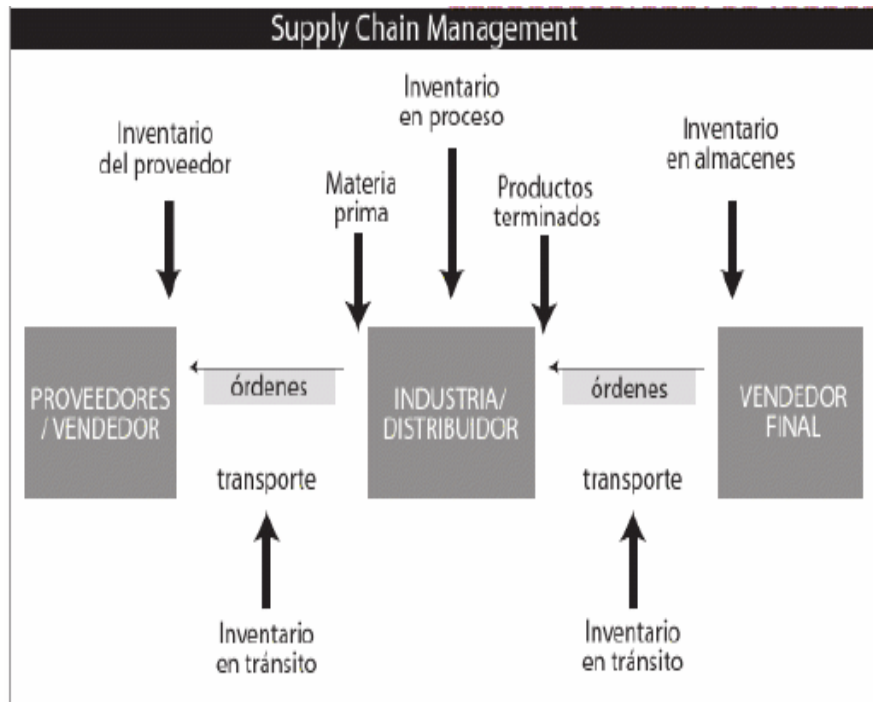 Supply Chain Management
Inventario
en proceso
Inventario
del proveedor
Inventario
en almacenes
Materia
prima
Productos
terminados
PROVEEDORES
/ VENDEDOR
órdenes
INDUSTRIA/
DISTRIBUIDOR
órdenes
VENDEDOR
FINAL
transporte
transporte
Inventario
en tránsito
Inventario
en tránsito